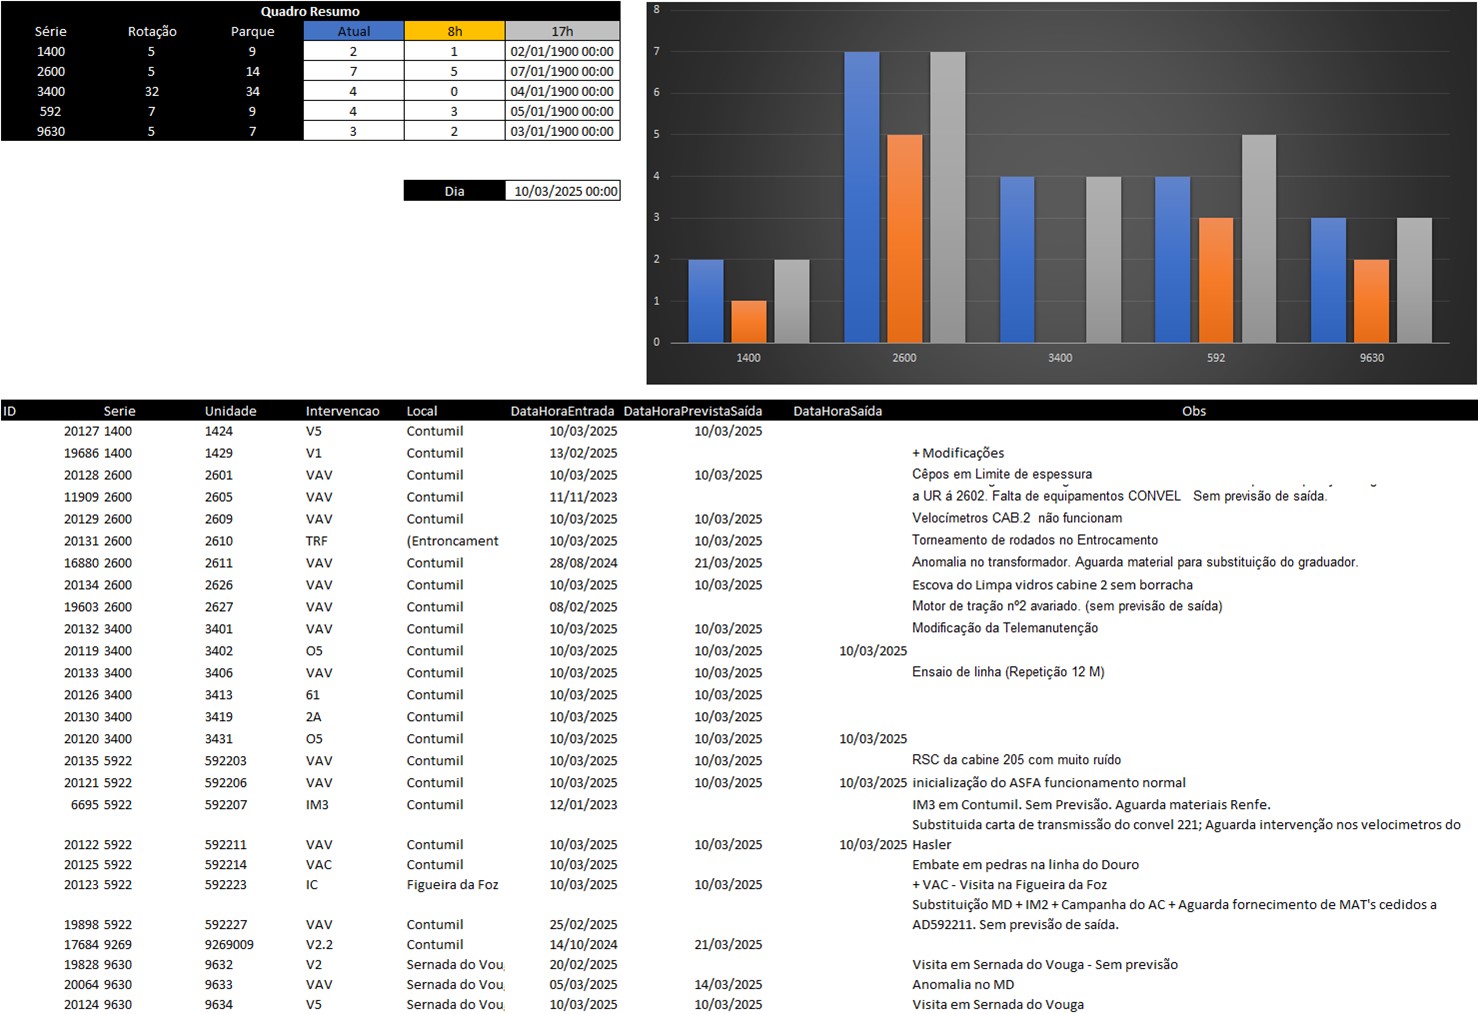 Quadro Resumo
Série Rotação Parque Atual 8h 17h
1400 5 9 2 1 02/01/1900 00:00
2600 5 14 7 5 07/01/1900 00:00
3400 32 34 4 0 04/01/1900 00:00
592 7 9 4 3 05/01/1900 00:00
9630 5 7 3 2 03/01/1900 00:00
Dia 10/03/2025 00:00
8
7
6
5
4
3
2
1
0
1400 2600 3400 592 9630
ID Serie Unidade Intervencao Local DataHoraEntrada DataHoraPrevistaSaída DataHoraSaída Obs
20127 1400 1424 V5 Contumil 10/03/2025 10/03/2025
19686 1400 1429 V1 Contumil 13/02/2025 + Modificações
20128 2600 2601 VAV Contumil 10/03/2025 10/03/2025 Cêpos em Limite de espessura
11909 2600 2605 VAV Contumil 11/11/2023 a UR á 2602. Falta de equipamentos CONVEL Sem previsão de saída.
20129 2600 2609 VAV Contumil 10/03/2025 10/03/2025 Velocímetros CAB.2 não funcionam
20131 2600 2610 TRF (Entroncament 10/03/2025 10/03/2025 Torneamento de rodados no Entrocamento
16880 2600 2611 VAV Contumil 28/08/2024 21/03/2025 Anomalia no transformador. Aguarda material para substituição do graduador.
20134 2600 2626 VAV Contumil 10/03/2025 10/03/2025 Escova do Limpa vidros cabine 2 sem borracha
19603 2600 2627 VAV Contumil 08/02/2025 Motor de tração nº2 avariado. (sem previsão de saída)
20132 3400 3401 VAV Contumil 10/03/2025 10/03/2025 Modificação da Telemanutenção
20119 3400 3402 O5 Contumil 10/03/2025 10/03/2025 10/03/2025
20133 3400 3406 VAV Contumil 10/03/2025 10/03/2025 Ensaio de linha (Repetição 12 M)
20126 3400 3413 61 Contumil 10/03/2025 10/03/2025
20130 3400 3419 2A Contumil 10/03/2025 10/03/2025
20120 3400 3431 O5 Contumil 10/03/2025 10/03/2025 10/03/2025
20135 5922 592203 VAV Contumil 10/03/2025 10/03/2025 RSC da cabine 205 com muito ruído
20121 5922 592206 VAV Contumil 10/03/2025 10/03/2025 10/03/2025 inicialização do ASFA funcionamento normal
6695 5922 592207 IM3 Contumil 12/01/2023 IM3 em Contumil. Sem Previsão. Aguarda materiais Renfe.
Substituida carta de transmissão do convel 221; Aguarda intervenção nos velocimetros do
20122 5922 592211 VAV Contumil 10/03/2025 10/03/2025 10/03/2025 Hasler
20125 5922 592214 VAC Contumil 10/03/2025 Embate em pedras na linha do Douro
20123 5922 592223 IC Figueira da Foz 10/03/2025 10/03/2025 + VAC - Visita na Figueira da Foz
Substituição MD + IM2 + Campanha do AC + Aguarda fornecimento de MAT's cedidos a
19898 5922 592227 VAV Contumil 25/02/2025 AD592211. Sem previsão de saída.
17684 9269 9269009 V2.2 Contumil 14/10/2024 21/03/2025
19828 9630 9632 V2 Sernada do Vou 20/02/2025 Visita em Sernada do Vouga - Sem previsão
20064 9630 9633 VAV Sernada do Vou 05/03/2025 14/03/2025 Anomalia no MD
20124 9630 9634 V5 Sernada do Vou 10/03/2025 10/03/2025 Visita em Sernada do Vouga